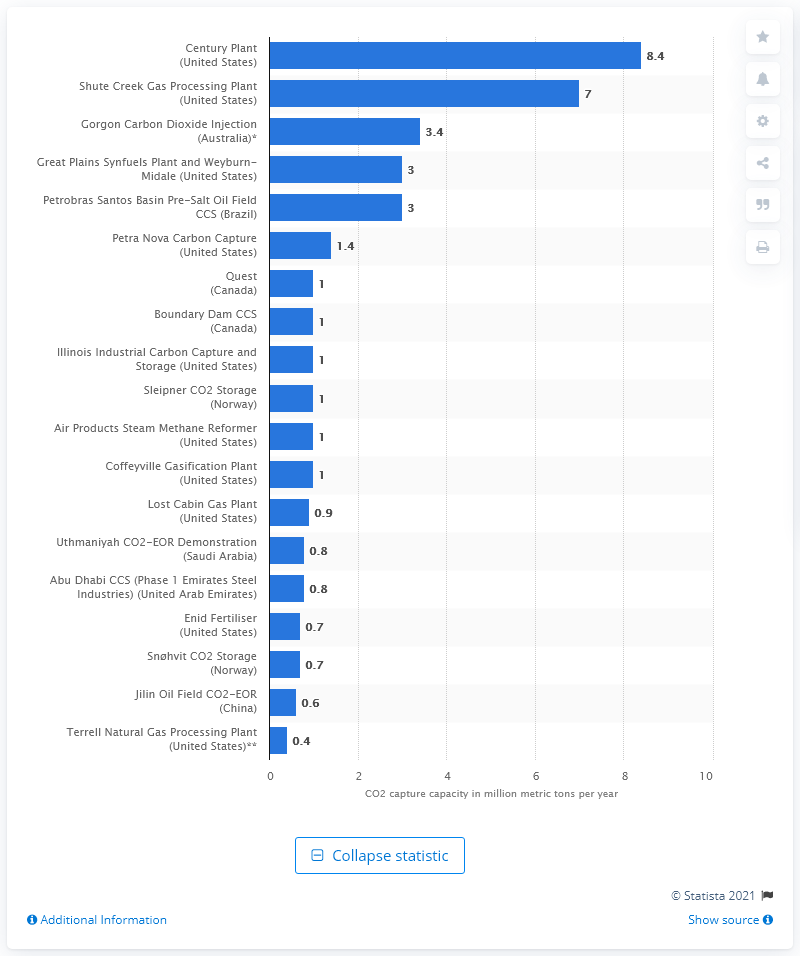 Century Plant
(United States)
8.4
Shute Creek Gas Processing Plant
(United States)
7
Gorgon Carbon Dioxide Injection
(Australia)*
3.4
Great Plains Synfuels Plant and Weyburn-
Midale (United States)
3
Petrobras Santos Basin Pre-Salt Oil Field
CCS (Brazil)
3
Petra Nova Carbon Capture
(United States)
1.4
Quest
(Canada)
1
Boundary Dam CCS
(Canada)
1
Illinois Industrial Carbon Capture and
Storage (United States)
1
Sleipner CO2 Storage
(Norway)
1
Air Products Steam Methane Reformer
(United States)
1
Coffeyville Gasification Plant
(United States)
1
Lost Cabin Gas Plant
(United States)
0.9
Uthmaniyah CO2-EOR Demonstration
(Saudi Arabia)
0.8
Abu Dhabi CCS (Phase 1 Emirates Steel
Industries) (United Arab Emirates)
0.8
Enid Fertiliser
(United States)
0.7
Snøhvit CO2 Storage
(Norway)
0.7
Jilin Oil Field CO2-EOR
(China)
0.6
Terrell Natural Gas Processing Plant
(United States)**
0.4
0 2 4 6 8 10
CO2 capture capacity in million metric tons per year
Collapse statistic
© Statista 2021
Additional Information
Show source